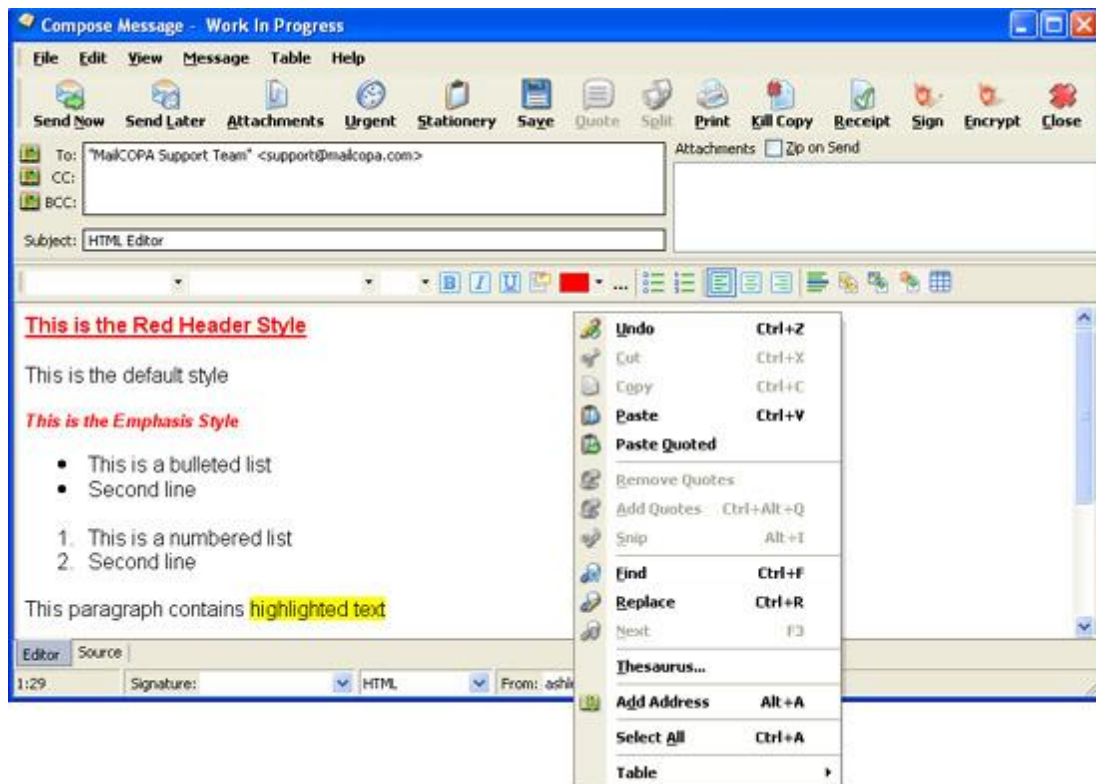 Compose Message - Work In Progress
File Edit View Message Table Help
Send Now Send Later Attachments Urgent Stationery Save Quote Split Print Kill Copy Receipt Sign Encrypt Close
To: "MailCOPA Support Team" <support@mailcopa.com>
Attachments Zip on Send
CC:
BCC:
Subject: HTML Editor
B I U ...
This is the Red Header Style
This is the default style
This is the Emphasis Style
• This is a bulleted list
• Second line
1. This is a numbered list
2. Second line
This paragraph contains highlighted text
Undo Ctrl+Z
Cut Ctrl+X
Copy Ctrl+C
Paste Ctrl+V
Paste Quoted
Remove Quotes
Add Quotes Ctrl+Alt+Q
Snip Alt+I
Find Ctrl+F
Replace Ctrl+R
Next F3
Thesaurus...
Add Address Alt+A
Select All Ctrl+A
Table
Editor Source
1:29 Signature: HTML From: